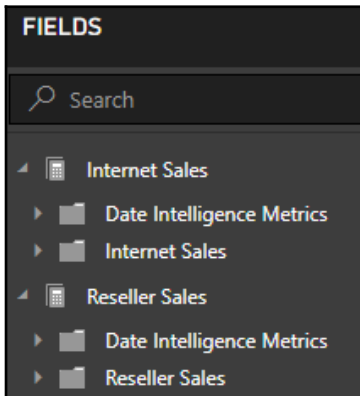 FIELDS
Search
Internet Sales
Date Intelligence Metrics
Internet Sales
Reseller Sales
Date Intelligence Metrics
Reseller Sales